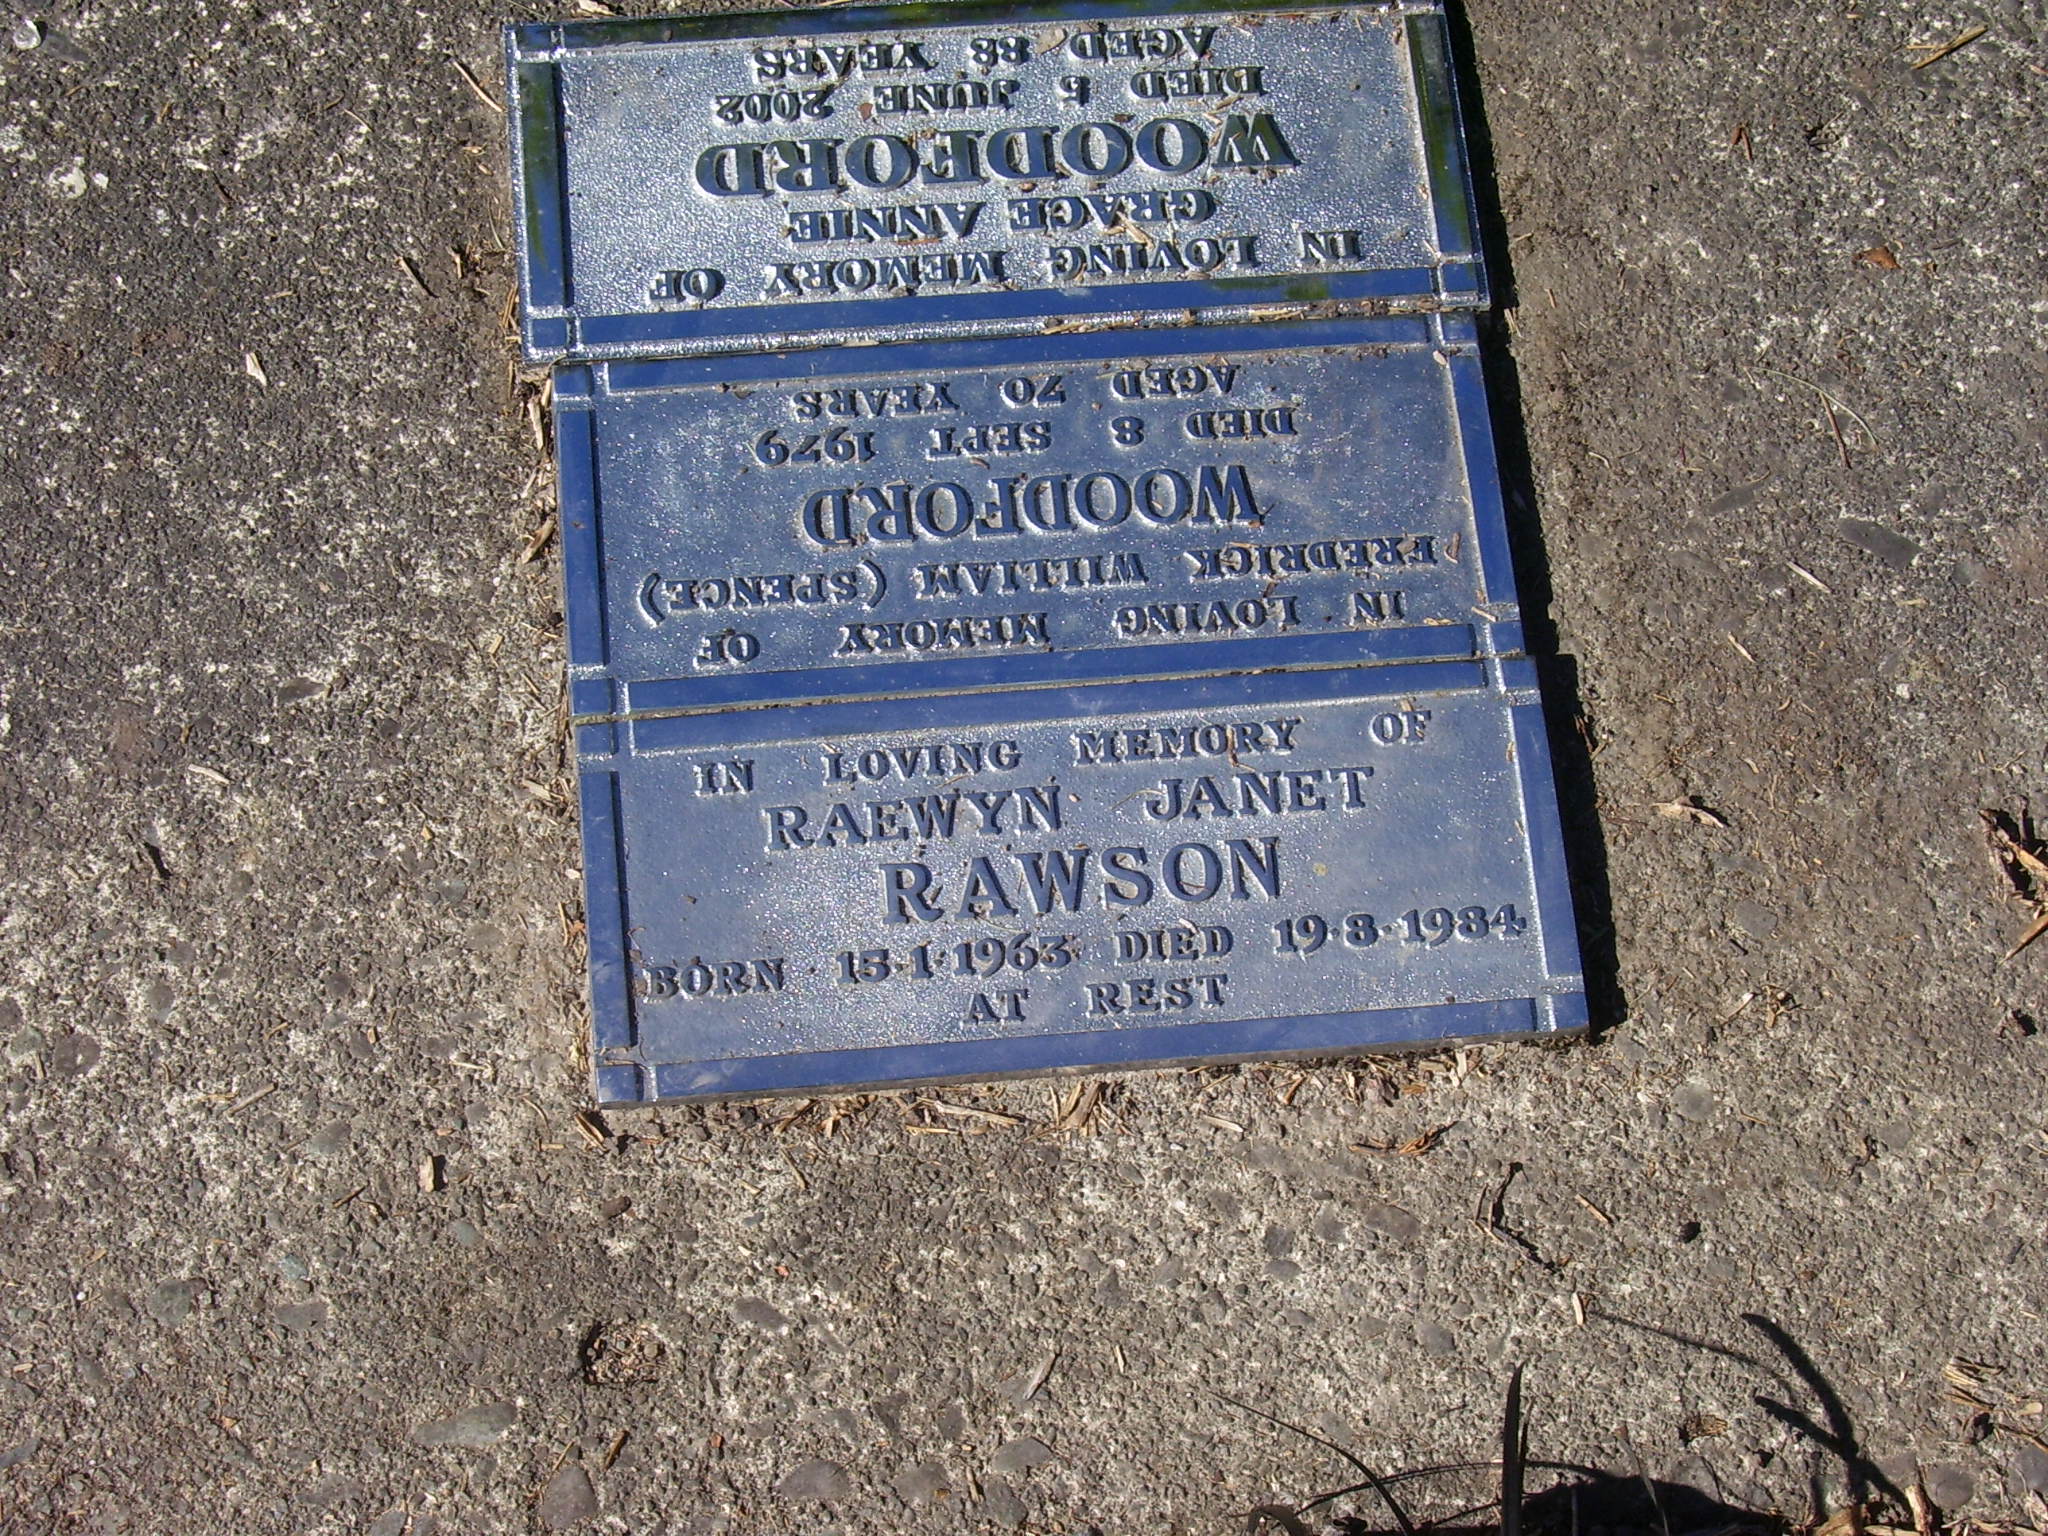 IN LOVING MEMORY OF
GRACE ANNIE
WOODFORD
DIED 5 JUNE 2002
AGED 88 YEARS
IN LOVING MEMORY OF
FREDRICK WILLIAM (SPENCE)
WOODFORD
DIED 8 SEPT 1979
AGED 70 YEARS
IN LOVING MEMORY OF
RAEWYN JANET
RAWSON
BORN 15·1·1963 DIED 19·8·1984
AT REST